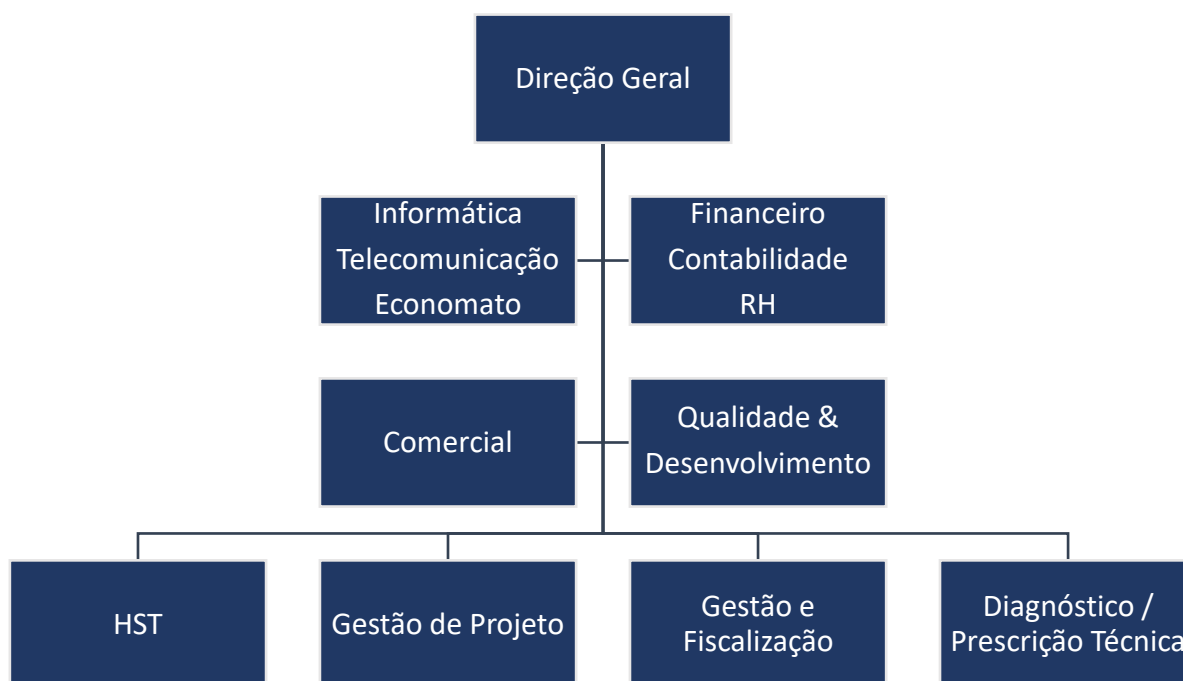 Direção Geral
Informática
Telecomunicação
Economato
Financeiro
Contabilidade
RH
Comercial
Qualidade &
Desenvolvimento
HST
Gestão de Projeto
Gestão e
Fiscalização
Diagnóstico /
Prescrição Técnica